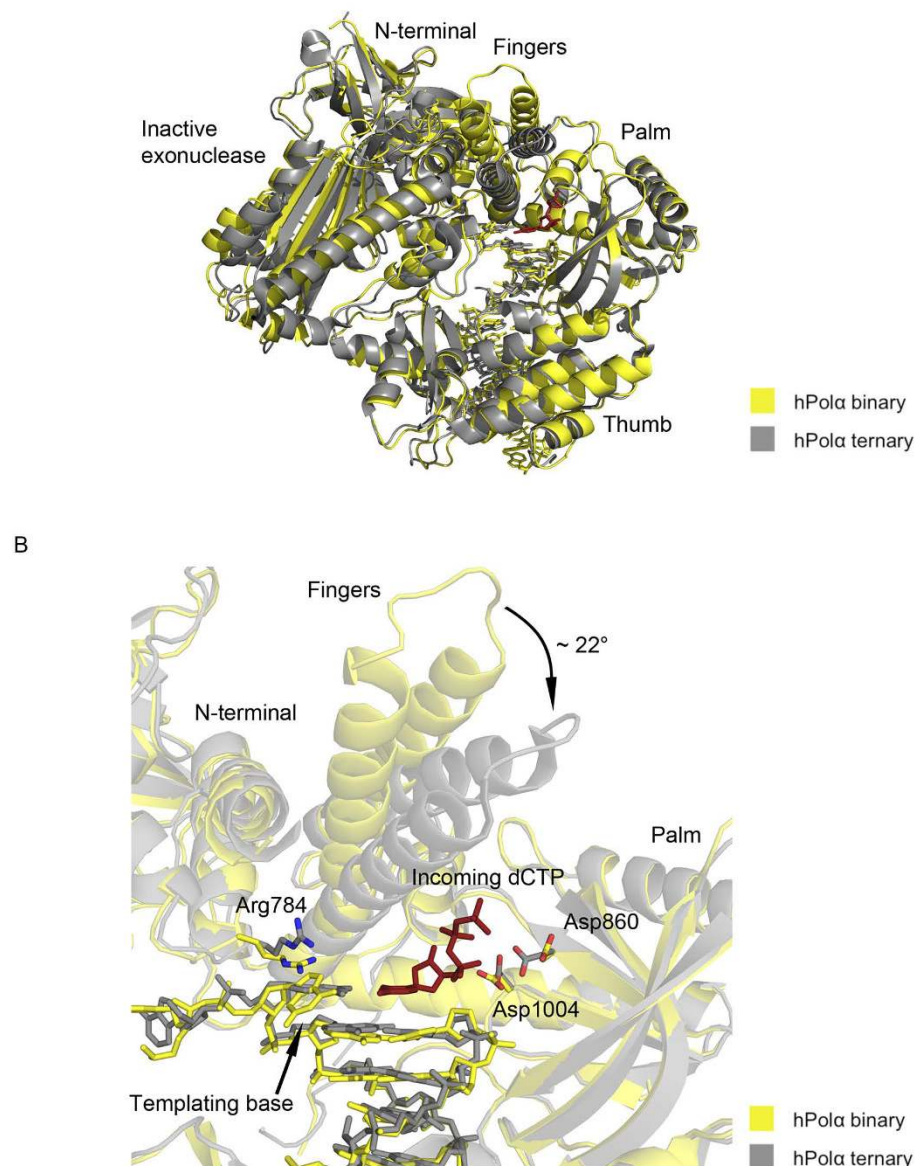 N-terminal
Fingers
Inactive
exonuclease
Palm
Thumb
hPolα binary
hPolα ternary
B
Fingers
~ 22°
N-terminal
Palm
Incoming dCTP
Arg784
Asp860
Asp1004
Templating base
hPolα binary
hPolα ternary